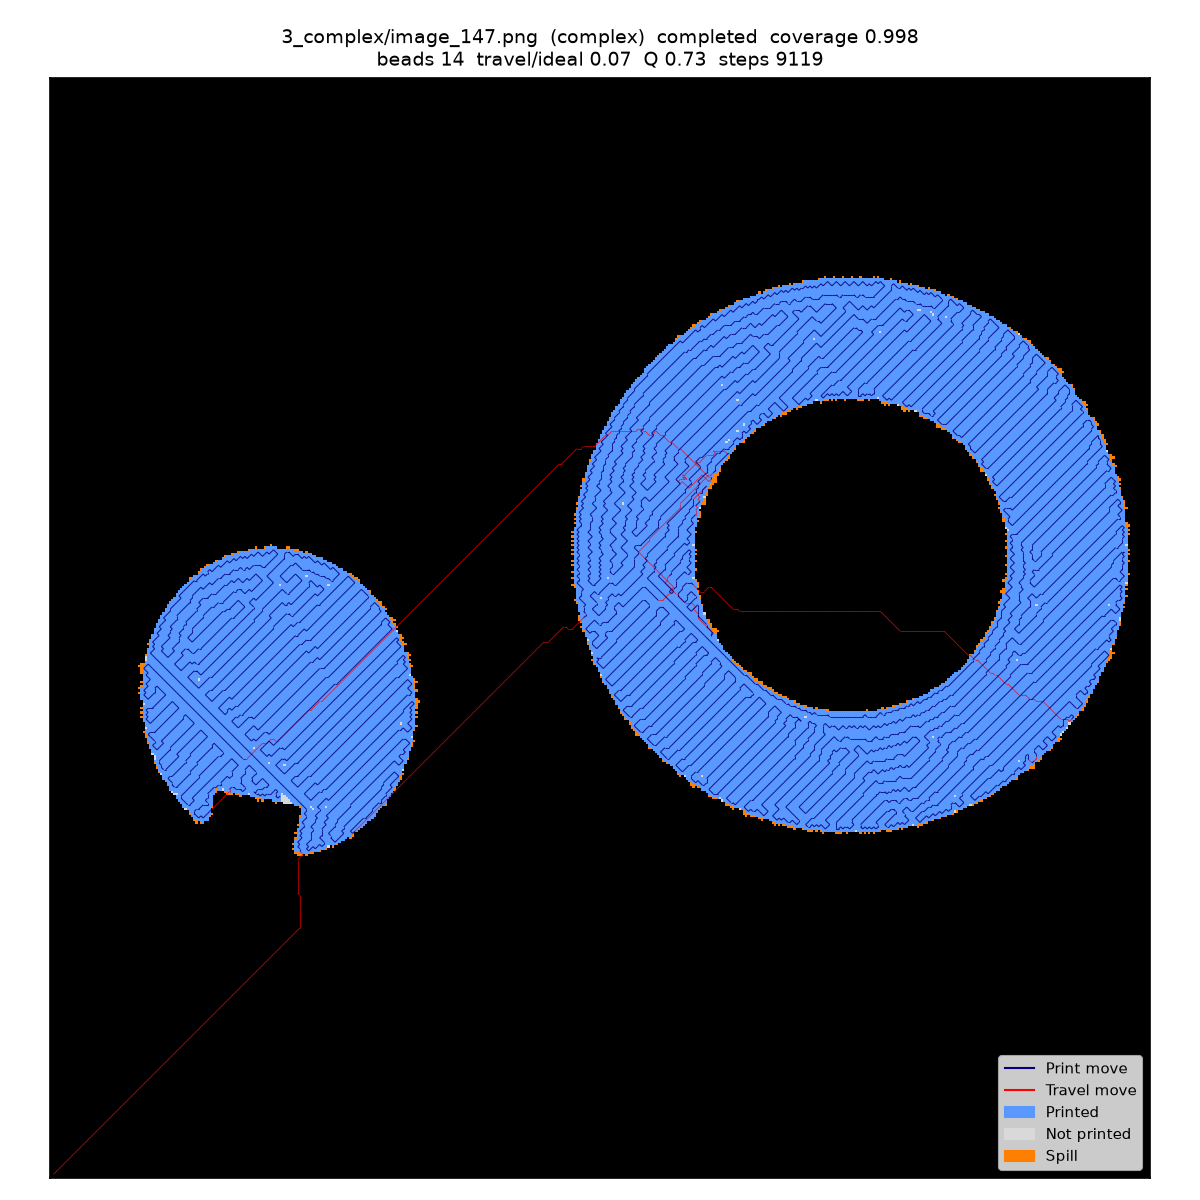 3_complex/image_147.png  (complex)  completed  coverage 0.998
beads 14  travel/ideal 0.07  Q 0.73  steps 9119
Print move
Travel move
Printed
Not printed
Spill